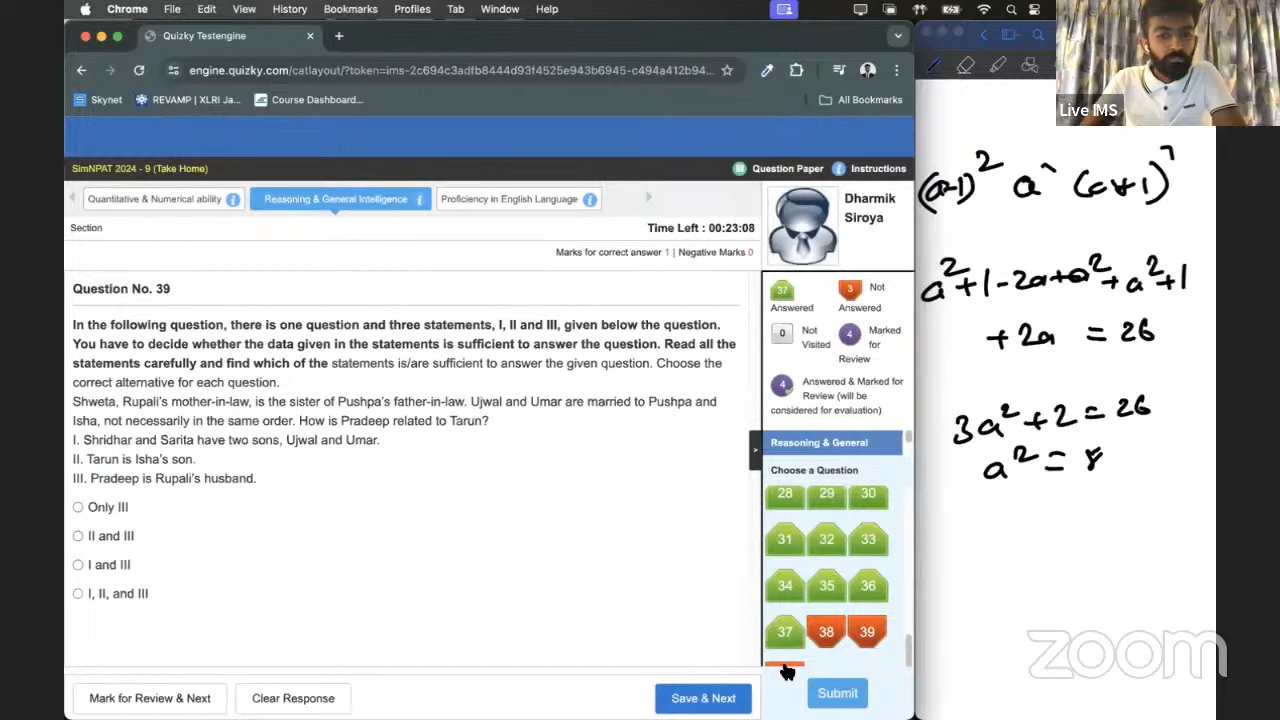 Chrome File Edit View History Bookmarks Profiles Tab Window Help
Quizky Testengine
engine.quizky.com/catlayout/?token=ims-2c694c3adfb8444d93f4525e943b6945-c494a412b94...
Skynet REVAMP | XLRI Ja... Course Dashboard... All Bookmarks
Live IMS
SimNPAT 2024 - 9 (Take Home) Question Paper Instructions
Quantitative & Numerical ability Reasoning & General Intelligence Proficiency in English Language
Section Time Left : 00:23:08
Marks for correct answer 1 | Negative Marks 0
Dharmik
Siroya
Question No. 39
In the following question, there is one question and three statements, I, II and III, given below the question.
You have to decide whether the data given in the statements is sufficient to answer the question. Read all the
statements carefully and find which of the statements is/are sufficient to answer the given question. Choose the
correct alternative for each question.
Shweta, Rupali's mother-in-law, is the sister of Pushpa's father-in-law. Ujwal and Umar are married to Pushpa and
Isha, not necessarily in the same order. How is Pradeep related to Tarun?
I. Shridhar and Sarita have two sons, Ujwal and Umar.
II. Tarun is Isha's son.
III. Pradeep is Rupali's husband.
Only III
II and III
I and III
I, II, and III
Mark for Review & Next Clear Response Save & Next
37 Answered
3 Not Answered
0 Not Visited
4 Marked for Review
4 Answered & Marked for Review (will be considered for evaluation)
Reasoning & General
Choose a Question
28 29 30
31 32 33
34 35 36
37 38 39
Submit
a²+1-2a+a²+a²+1
+2a = 26
3a²+2=26
a²=8
zoom